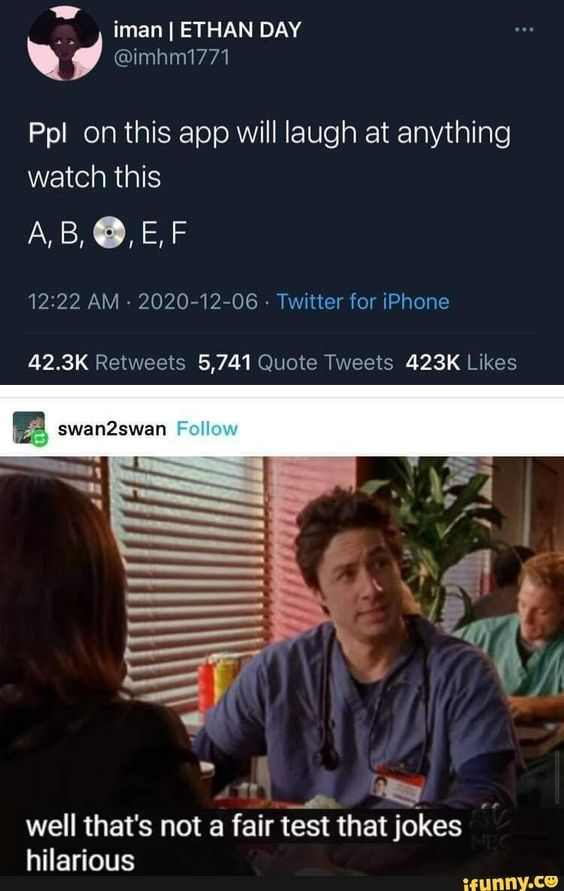 iman | ETHAN DAY
@imhm1771
Ppl on this app will laugh at anything
watch this
A, B, 💿, E, F
12:22 AM · 2020-12-06 · Twitter for iPhone
42.3K Retweets 5,741 Quote Tweets 423K Likes
swan2swan Follow
well that's not a fair test that jokes
hilarious
NBC
ifunny.co